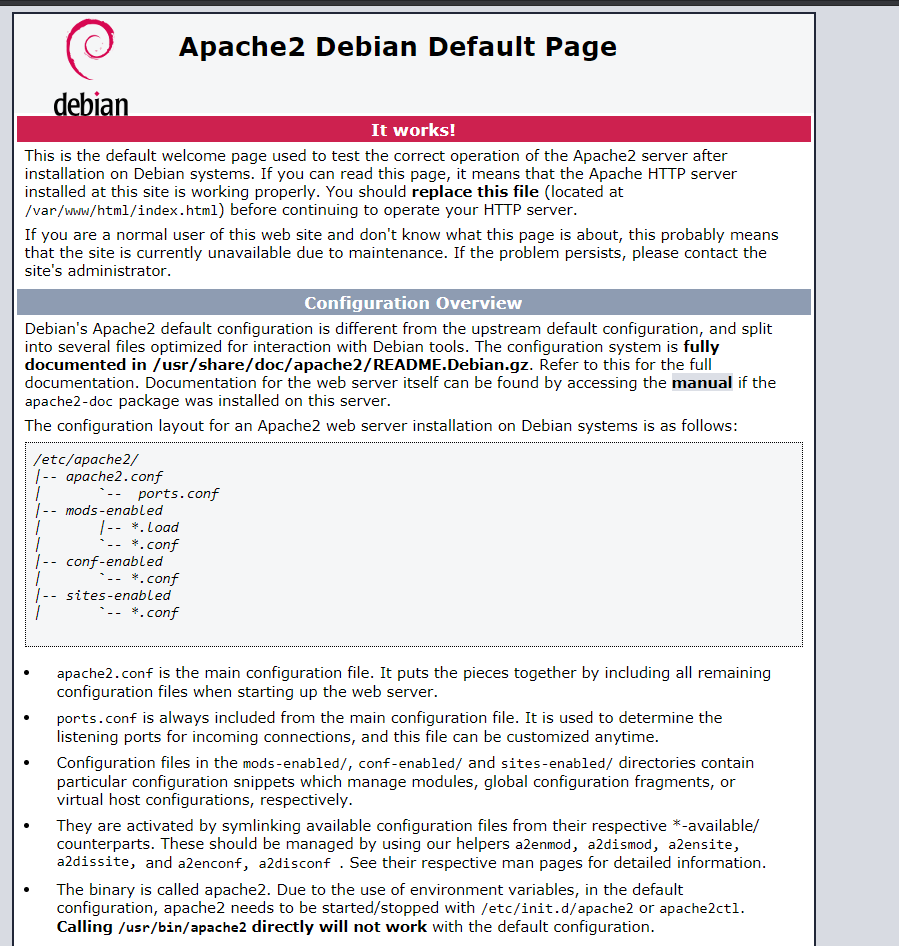 debian
Apache2 Debian Default Page
It works!
This is the default welcome page used to test the correct operation of the Apache2 server after
installation on Debian systems. If you can read this page, it means that the Apache HTTP server
installed at this site is working properly. You should replace this file (located at
/var/www/html/index.html) before continuing to operate your HTTP server.
If you are a normal user of this web site and don't know what this page is about, this probably means
that the site is currently unavailable due to maintenance. If the problem persists, please contact the
site's administrator.
Configuration Overview
Debian's Apache2 default configuration is different from the upstream default configuration, and split
into several files optimized for interaction with Debian tools. The configuration system is fully
documented in /usr/share/doc/apache2/README.Debian.gz. Refer to this for the full
documentation. Documentation for the web server itself can be found by accessing the manual if the
apache2-doc package was installed on this server.
The configuration layout for an Apache2 web server installation on Debian systems is as follows:
/etc/apache2/
|-- apache2.conf
|       `--  ports.conf
|-- mods-enabled
|       |-- *.load
|       `-- *.conf
|-- conf-enabled
|       `-- *.conf
|-- sites-enabled
|       `-- *.conf
• apache2.conf is the main configuration file. It puts the pieces together by including all remaining
configuration files when starting up the web server.
• ports.conf is always included from the main configuration file. It is used to determine the
listening ports for incoming connections, and this file can be customized anytime.
• Configuration files in the mods-enabled/, conf-enabled/ and sites-enabled/ directories contain
particular configuration snippets which manage modules, global configuration fragments, or
virtual host configurations, respectively.
• They are activated by symlinking available configuration files from their respective *-available/
counterparts. These should be managed by using our helpers a2enmod, a2dismod, a2ensite,
a2dissite, and a2enconf, a2disconf . See their respective man pages for detailed information.
• The binary is called apache2. Due to the use of environment variables, in the default
configuration, apache2 needs to be started/stopped with /etc/init.d/apache2 or apache2ctl.
Calling /usr/bin/apache2 directly will not work with the default configuration.